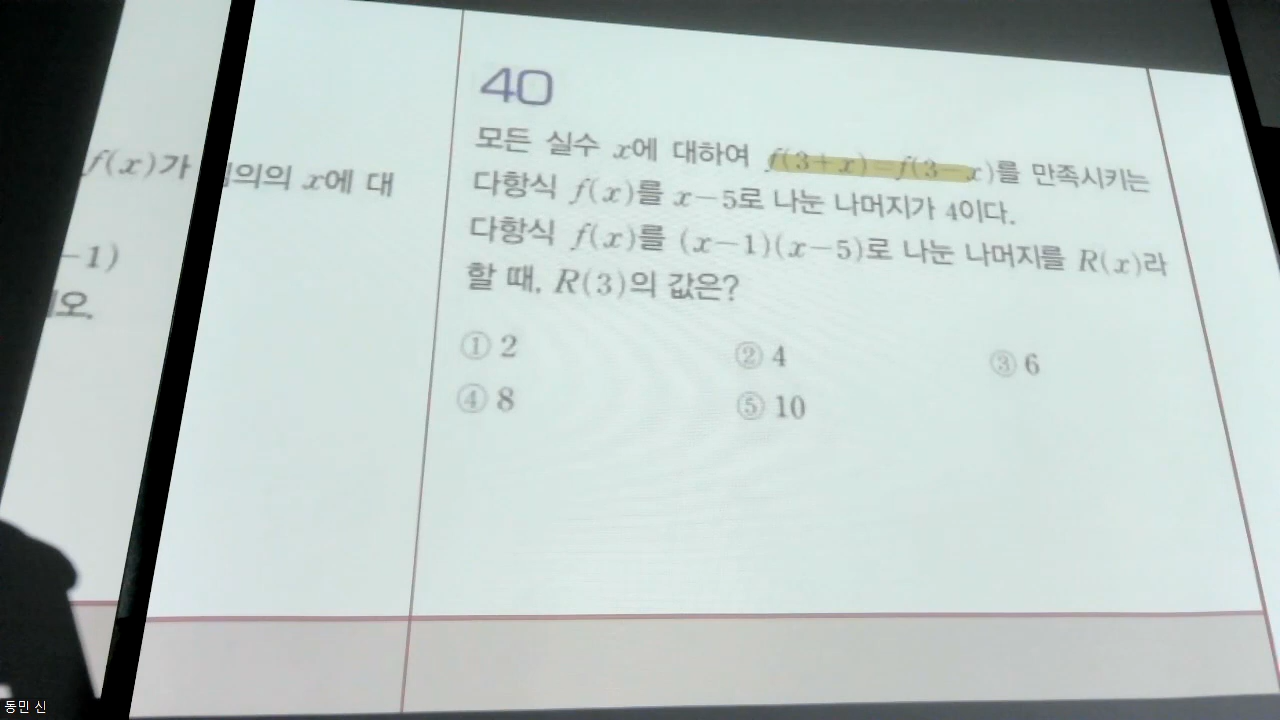 f(x)가
의의 x에 대
-1)
오.
40
모든 실수 x에 대하여 f(3+x)=f(3-x)를 만족시키는
다항식 f(x)를 x-5로 나눈 나머지가 4이다.
다항식 f(x)를 (x-1)(x-5)로 나눈 나머지를 R(x)라
할 때, R(3)의 값은?
① 2 ② 4 ③ 6
④ 8 ⑤ 10
동민 신